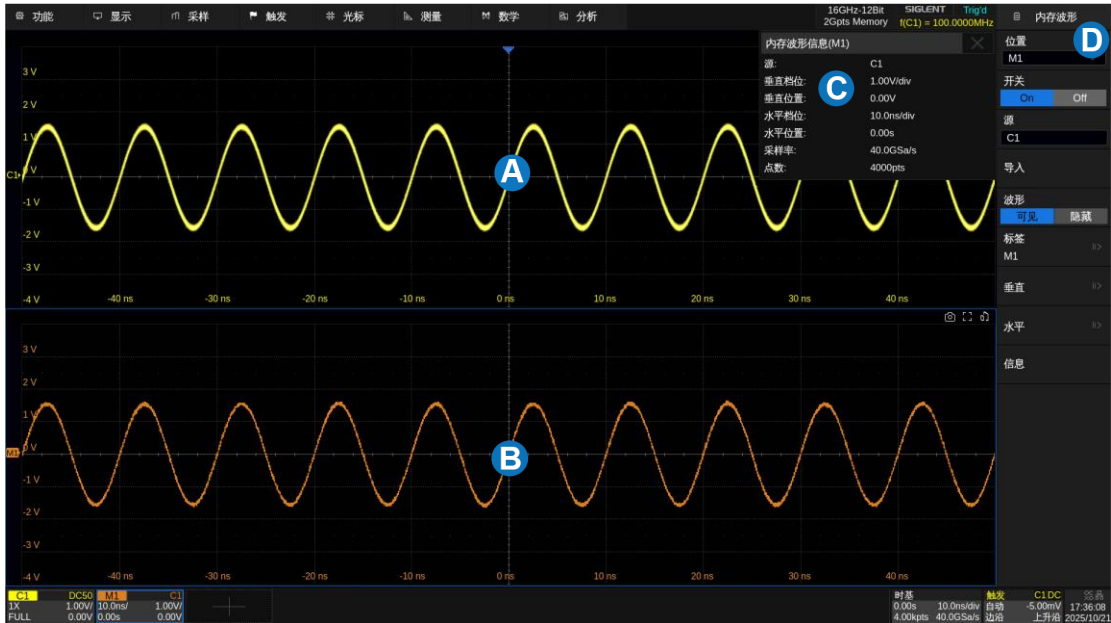 功能 显示 采样 触发 光标 测量 数学 分析
16GHz-12Bit SIGLENT Trig'd
2Gpts Memory f(C1) = 100.0000MHz
内存波形
内存波形信息(M1)
源: C1
垂直档位: 1.00V/div
垂直位置: 0.00V
水平档位: 10.0ns/div
水平位置: 0.00s
采样率: 40.0GSa/s
点数: 4000pts
A
B
C
D
3 V
2 V
1 V
C1 0 V
-1 V
-2 V
-3 V
-4 V -40 ns -30 ns -20 ns -10 ns 0 ns 10 ns 20 ns 30 ns 40 ns
3 V
2 V
1 V
M1 0 V
-1 V
-2 V
-3 V
-4 V -40 ns -30 ns -20 ns -10 ns 0 ns 10 ns 20 ns 30 ns 40 ns
位置
M1
开关
On Off
源
C1
导入
波形
可见 隐藏
标签
M1
垂直
水平
信息
C1 DC50
1X 1.00V/
FULL 0.00V
M1 C1
10.0ns/ 1.00V/
0.00s 0.00V
时基
0.00s 10.0ns/div
4.00kpts 40.0GSa/s
触发 C1 DC
自动 -5.00mV
边沿 上升沿
17:36:08
2025/10/21